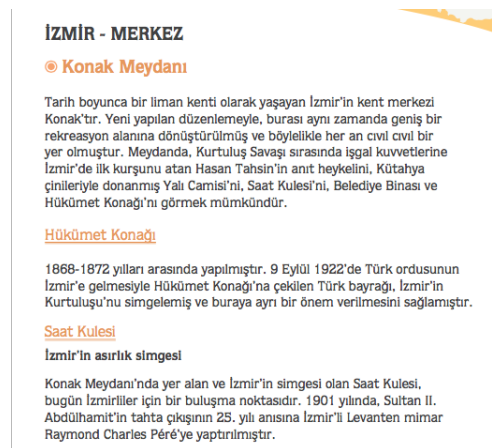 İZMİR - MERKEZ
Konak Meydanı
Tarih boyunca bir liman kenti olarak yaşayan İzmir'in kent merkezi
Konak'tır. Yeni yapılan düzenlemeyle, burası aynı zamanda geniş bir
rekreasyon alanına dönüştürülmüş ve böylelikle her an cıvıl cıvıl bir
yer olmuştur. Meydanda, Kurtuluş Savaşı sırasında işgal kuvvetlerine
İzmir'de ilk kurşunu atan Hasan Tahsin'in anıt heykelini, Kütahya
çinileriyle donanmış Yalı Camisi'ni, Saat Kulesi'ni, Belediye Binası ve
Hükümet Konağı'nı görmek mümkündür.
Hükümet Konağı
1868-1872 yılları arasında yapılmıştır. 9 Eylül 1922'de Türk ordusunun
İzmir'e gelmesiyle Hükümet Konağı'na çekilen Türk bayrağı, İzmir'in
Kurtuluşu'nu simgelemiş ve buraya ayrı bir önem verilmesini sağlamıştır.
Saat Kulesi
İzmir'in asırlık simgesi
Konak Meydanı'nda yer alan ve İzmir'in simgesi olan Saat Kulesi,
bugün İzmirliler için bir buluşma noktasıdır. 1901 yılında, Sultan II.
Abdülhamit'in tahta çıkışının 25. yılı anısına İzmir'li Levanten mimar
Raymond Charles Péré'ye yaptırılmıştır.